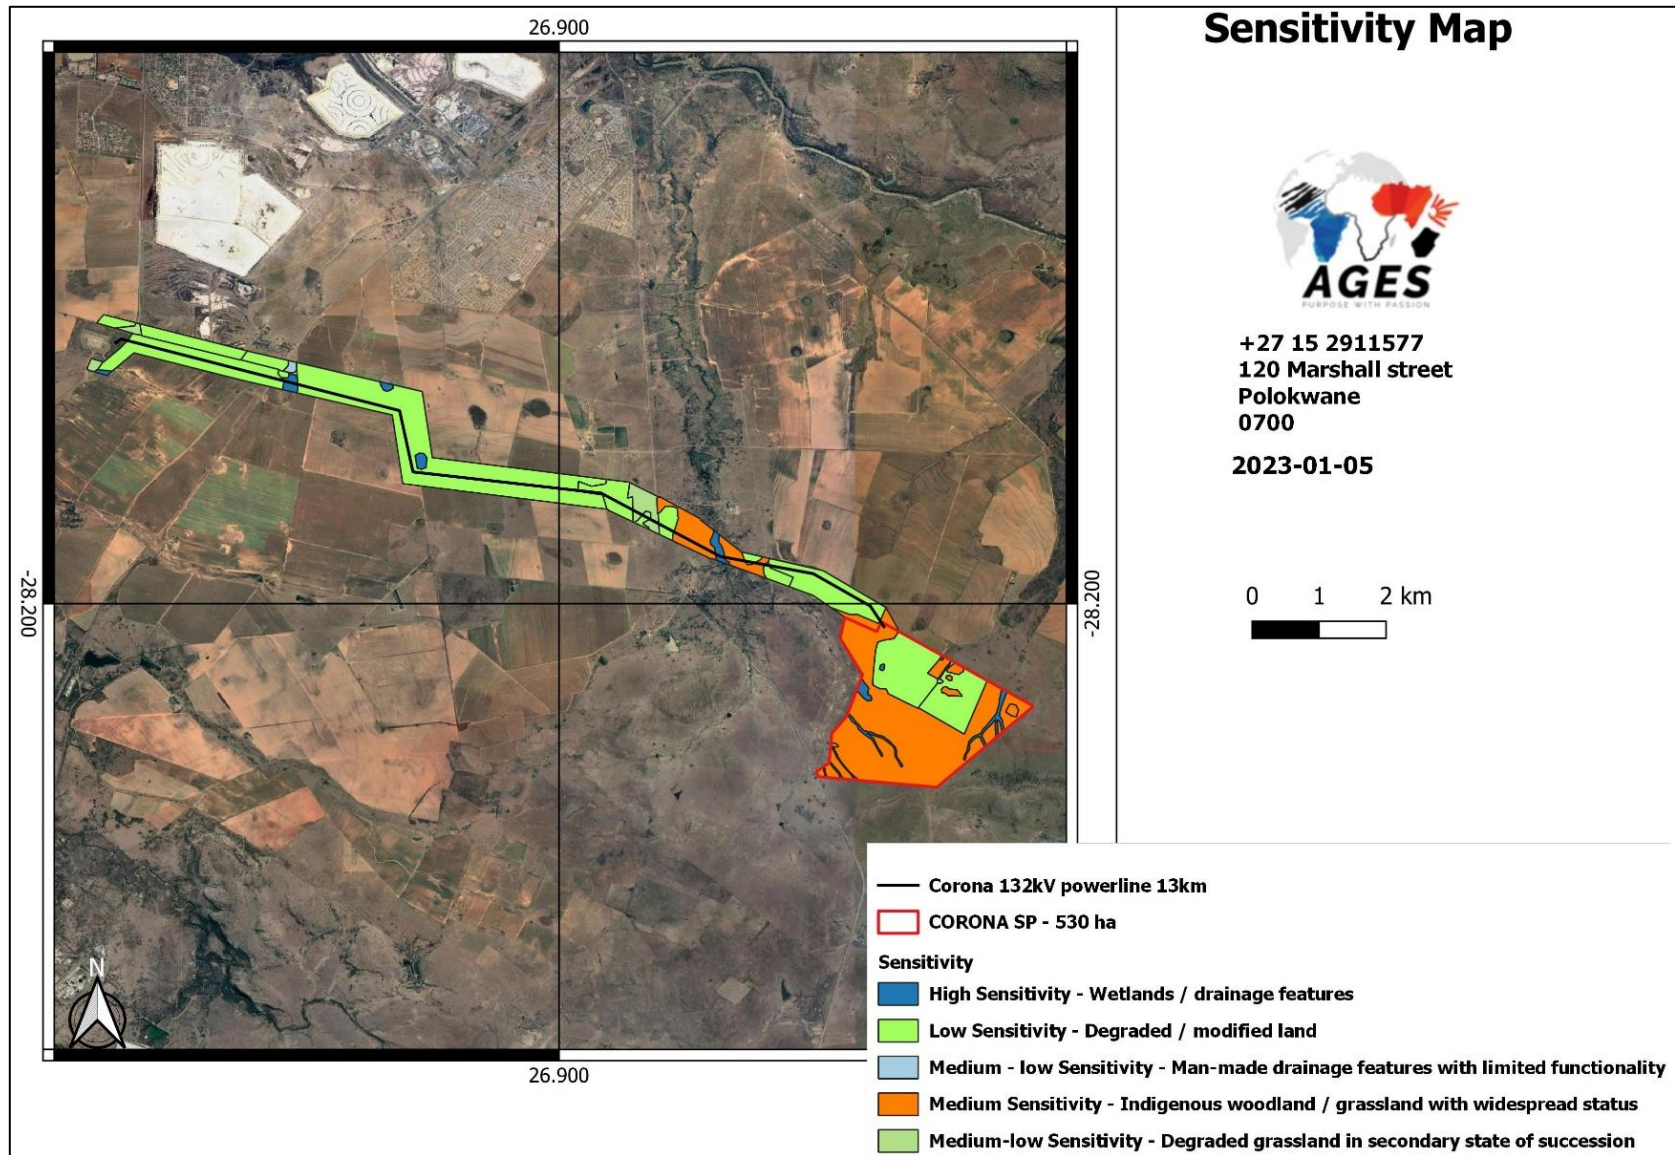 Sensitivity Map
26.900
AGES
PURPOSE WITH PASSION
+27 15 2911577
120 Marshall street
Polokwane
0700
2023-01-05
-28.200
-28.200
0 1 2 km
Corona 132kV powerline 13km
CORONA SP - 530 ha
Sensitivity
High Sensitivity - Wetlands / drainage features
Low Sensitivity - Degraded / modified land
Medium - low Sensitivity - Man-made drainage features with limited functionality
Medium Sensitivity - Indigenous woodland / grassland with widespread status
Medium-low Sensitivity - Degraded grassland in secondary state of succession
N
26.900